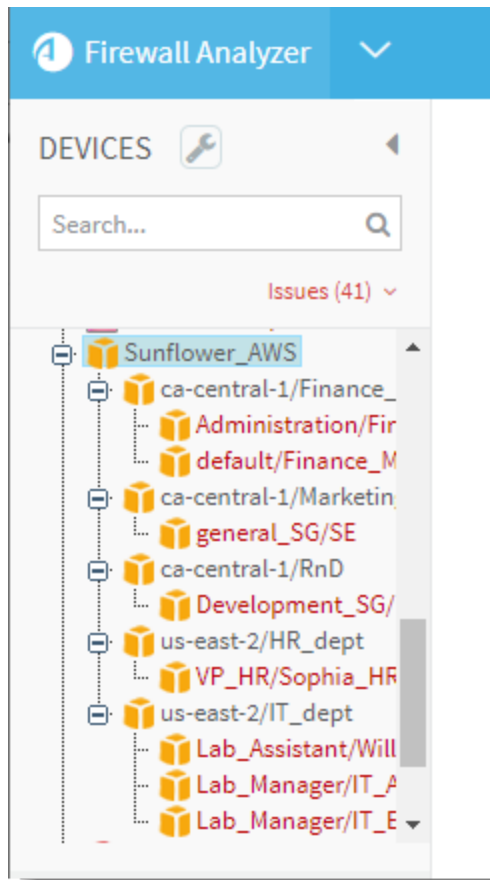 Firewall Analyzer
DEVICES
Search...
Issues (41)
Sunflower_AWS
ca-central-1/Finance_
Administration/Fir
default/Finance_M
ca-central-1/Marketin
general_SG/SE
ca-central-1/RnD
Development_SG/
us-east-2/HR_dept
VP_HR/Sophia_HR
us-east-2/IT_dept
Lab_Assistant/Will
Lab_Manager/IT_A
Lab_Manager/IT_E